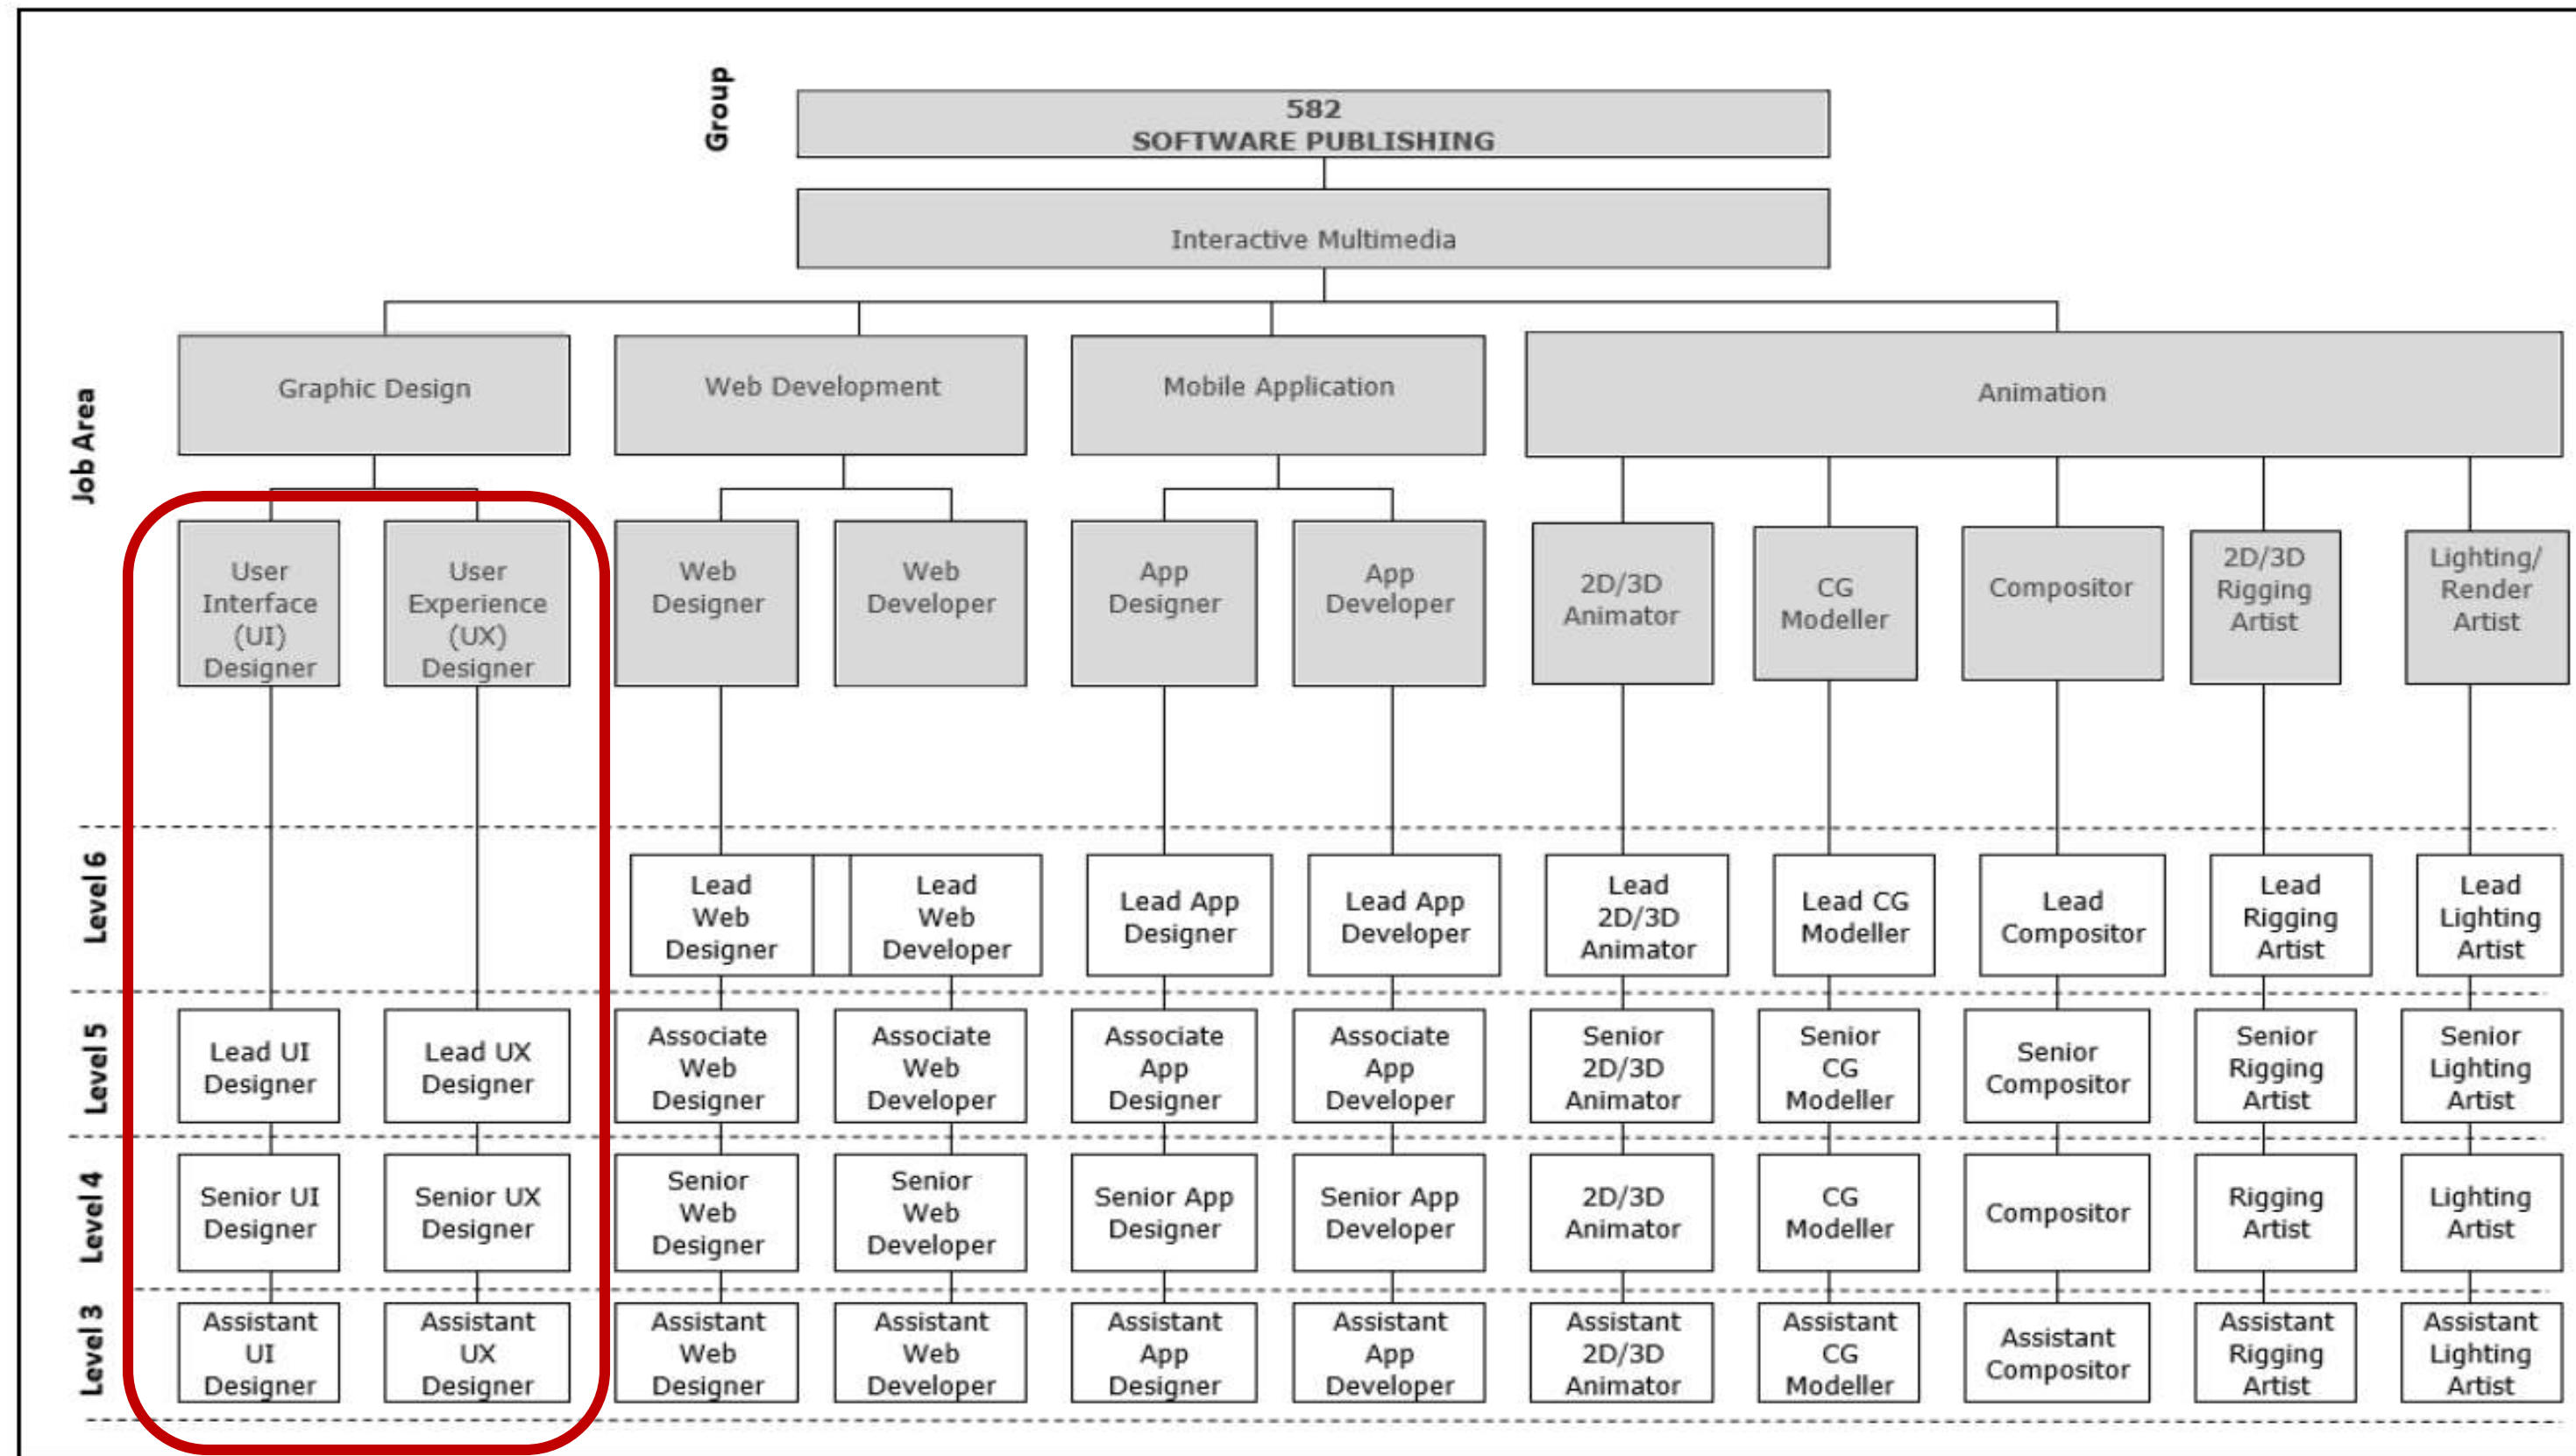 Group
582
SOFTWARE PUBLISHING
Interactive Multimedia
Job Area
Graphic Design
Web Development
Mobile Application
Animation
User
Interface
(UI)
Designer
User
Experience
(UX)
Designer
Web
Designer
Web
Developer
App
Designer
App
Developer
2D/3D
Animator
CG
Modeller
Compositor
2D/3D
Rigging
Artist
Lighting/
Render
Artist
Level 6
Lead
Web
Designer
Lead
Web
Developer
Lead App
Designer
Lead App
Developer
Lead
2D/3D
Animator
Lead CG
Modeller
Lead
Compositor
Lead
Rigging
Artist
Lead
Lighting
Artist
Level 5
Lead UI
Designer
Lead UX
Designer
Associate
Web
Designer
Associate
Web
Developer
Associate
App
Designer
Associate
App
Developer
Senior
2D/3D
Animator
Senior
CG
Modeller
Senior
Compositor
Senior
Rigging
Artist
Senior
Lighting
Artist
Level 4
Senior UI
Designer
Senior UX
Designer
Senior
Web
Designer
Senior
Web
Developer
Senior App
Designer
Senior App
Developer
2D/3D
Animator
CG
Modeller
Compositor
Rigging
Artist
Lighting
Artist
Level 3
Assistant
UI
Designer
Assistant
UX
Designer
Assistant
Web
Designer
Assistant
Web
Developer
Assistant
App
Designer
Assistant
App
Developer
Assistant
2D/3D
Animator
Assistant
CG
Modeller
Assistant
Compositor
Assistant
Rigging
Artist
Assistant
Lighting
Artist